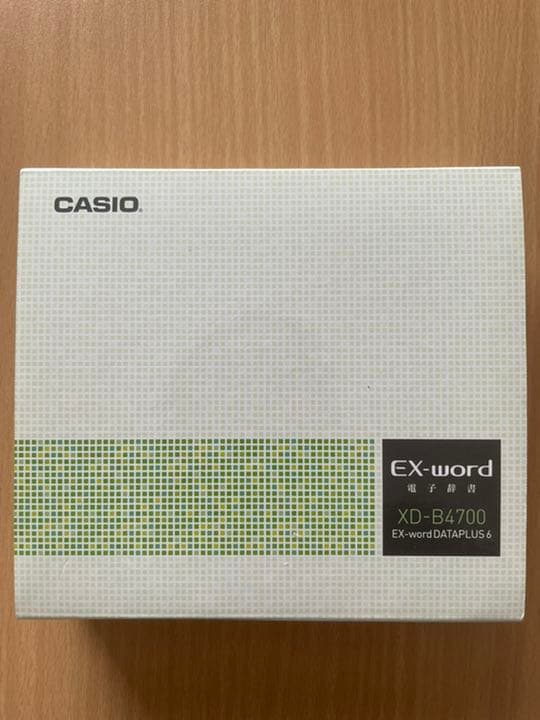 CASIO®
EX-word
電子辞書
XD-B4700
EX-word DATAPLUS 6